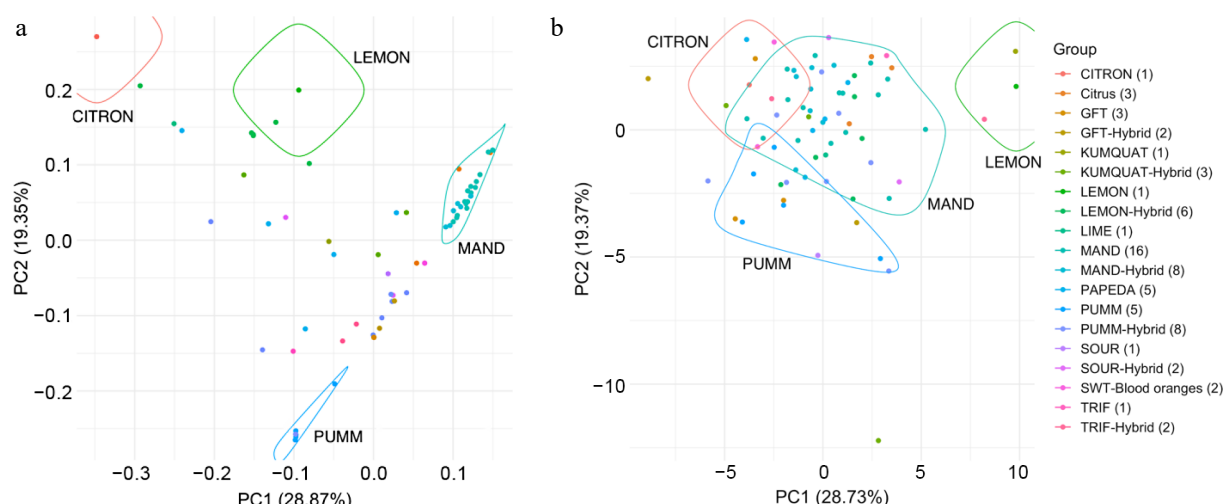 a
LEMON
CITRON
MAND
PUMM
PC2 (19.35%)
0.2
0.1
0.0
−0.1
−0.2
−0.3
−0.2
−0.1
0.0
0.1
PC1 (28.87%)
b
CITRON
LEMON
MAND
PUMM
PC2 (19.37%)
0
−5
−10
−5
0
5
10
PC1 (28.73%)
Group
CITRON (1)
Citrus (3)
GFT (3)
GFT-Hybrid (2)
KUMQUAT (1)
KUMQUAT-Hybrid (3)
LEMON (1)
LEMON-Hybrid (6)
LIME (1)
MAND (16)
MAND-Hybrid (8)
PAPEDA (5)
PUMM (5)
PUMM-Hybrid (8)
SOUR (1)
SOUR-Hybrid (2)
SWT-Blood oranges (2)
TRIF (1)
TRIF-Hybrid (2)